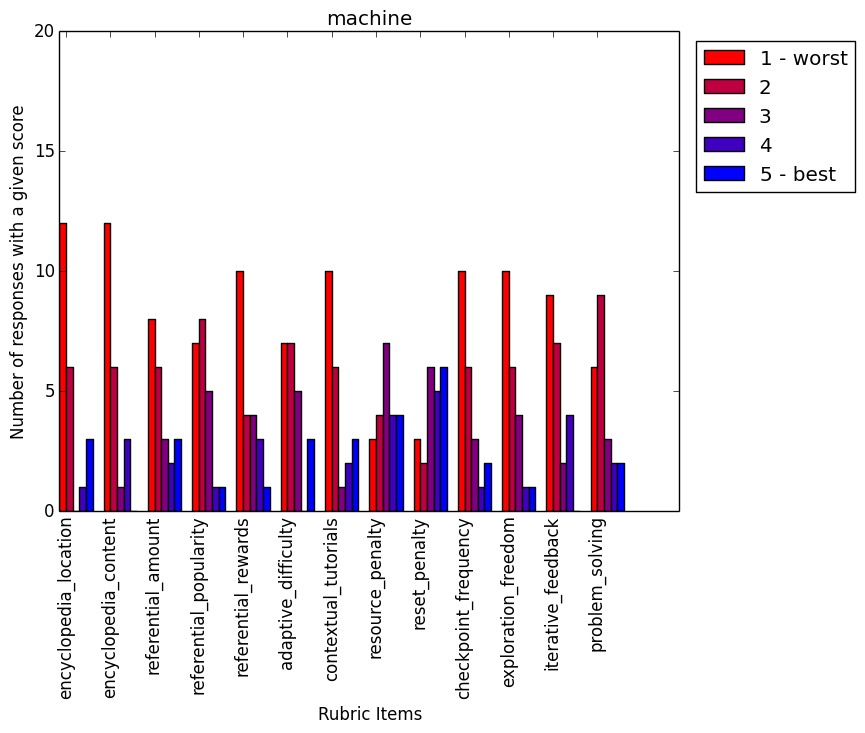 machine
20
15
10
5
0
Number of responses with a given score
1 - worst
2
3
4
5 - best
encyclopedia_location
encyclopedia_content
referential_amount
referential_popularity
referential_rewards
adaptive_difficulty
contextual_tutorials
resource_penalty
reset_penalty
checkpoint_frequency
exploration_freedom
iterative_feedback
problem_solving
Rubric Items